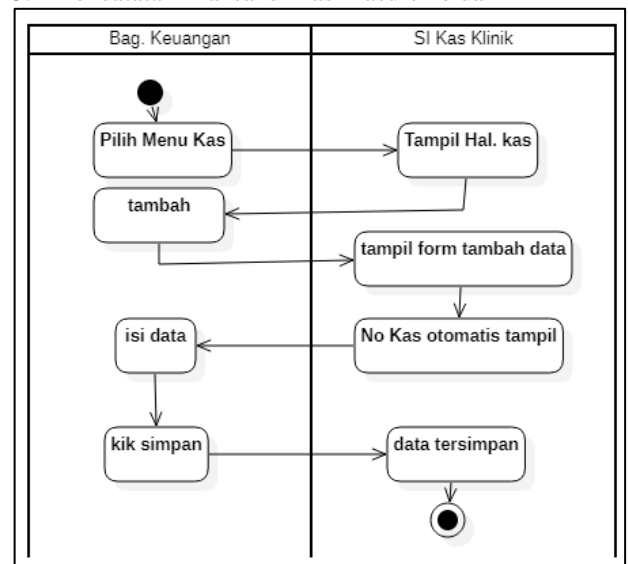 Bag. Keuangan
SI Kas Klinik
Pilih Menu Kas
Tampil Hal. kas
tambah
tampil form tambah data
No Kas otomatis tampil
isi data
kik simpan
data tersimpan